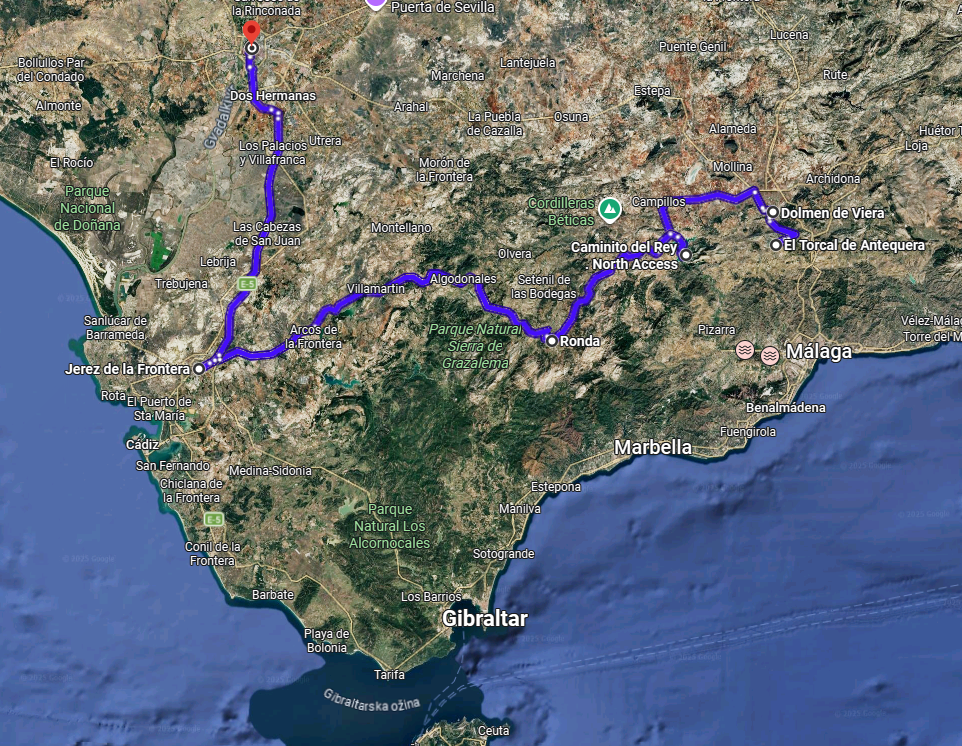 la Rinconada
Puerta de Sevilla
Lucena
Puente Genil
Bollullos Par
del Condado
Lantejuela
Marchena
Rute
Estepa
Dos Hermanas
Almonte
Arahal
La Puebla
de Cazalla
Osuna
Alameda
Huétor T
Loja
Utrera
Los Palacios
y Villafranca
El Rocío
Morón de
la Frontera
Mollina
Archidona
Parque
Nacional
de Doñana
Cordilleras
Béticas
Campillos
Dolmen de Viera
Las Cabezas
de San Juan
Montellano
El Torcal de Antequera
Caminito del Rey
. North Access
Olvera
Lebrija
Trebujena
E-5
Villamartin
Algodonales
Setenil de
las Bodegas
Sanlúcar de
Barrameda
Arcos de
la Frontera
Parque Natural
Sierra de
Grazalema
Ronda
Pizarra
Vélez-Mála
Torre del M
Málaga
Jerez de la Frontera
Rota
El Puerto de
Sta María
Benalmádena
Fuengirola
Cádiz
Marbella
San Fernando
Medina-Sidonia
Chiclana de
la Frontera
Estepona
Manilva
E-5
Parque
Natural Los
Alcornocales
Conil de la
Frontera
Sotogrande
Barbate
Los Barrios
Gibraltar
Playa de
Bolonia
Tarifa
Gibraltarska ožina
Ceuta